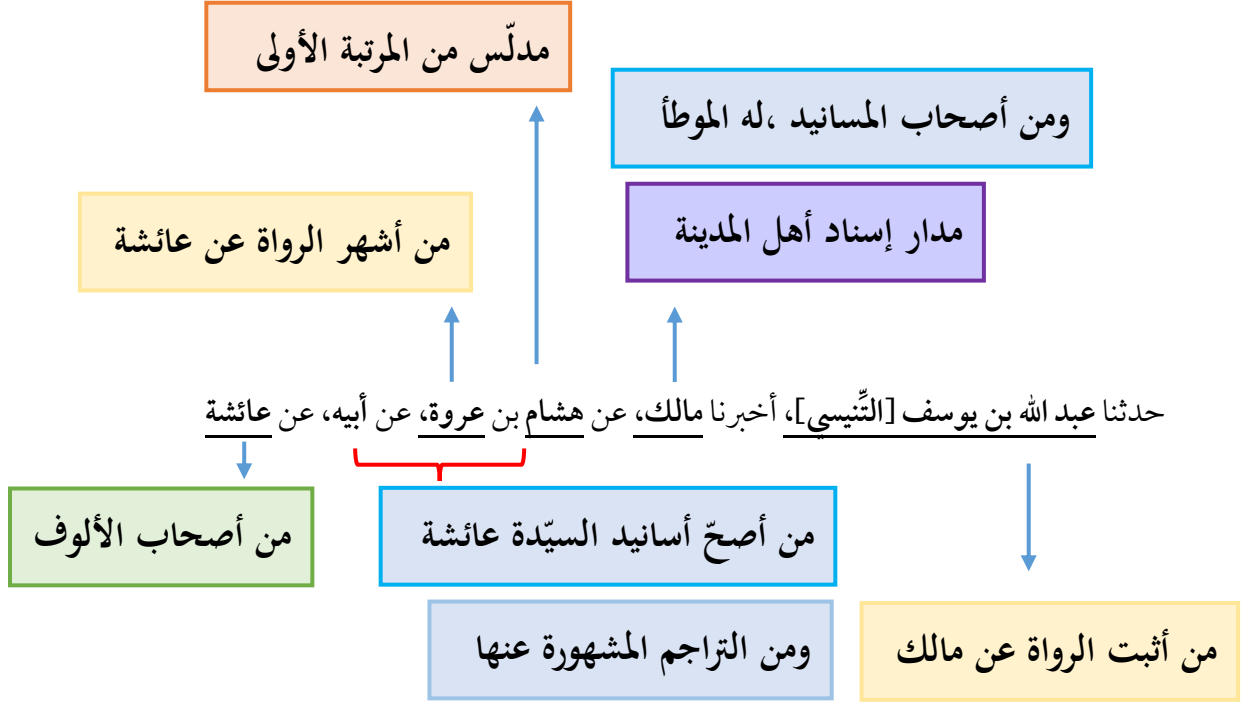 مدلّس من المرتبة الأولى
ومن أصحاب المسانيد ،له الموطأ
مدار إسناد أهل المدينة
من أشهر الرواة عن عائشة
حدثنا عبد الله بن يوسف [التِّنيسي]، أخبرنا مالك، عن هشام بن عروة، عن أبيه، عن عائشة
من أصحّ أسانيد السيّدة عائشة
من أصحاب الألوف
ومن التراجم المشهورة عنها
من أثبت الرواة عن مالك